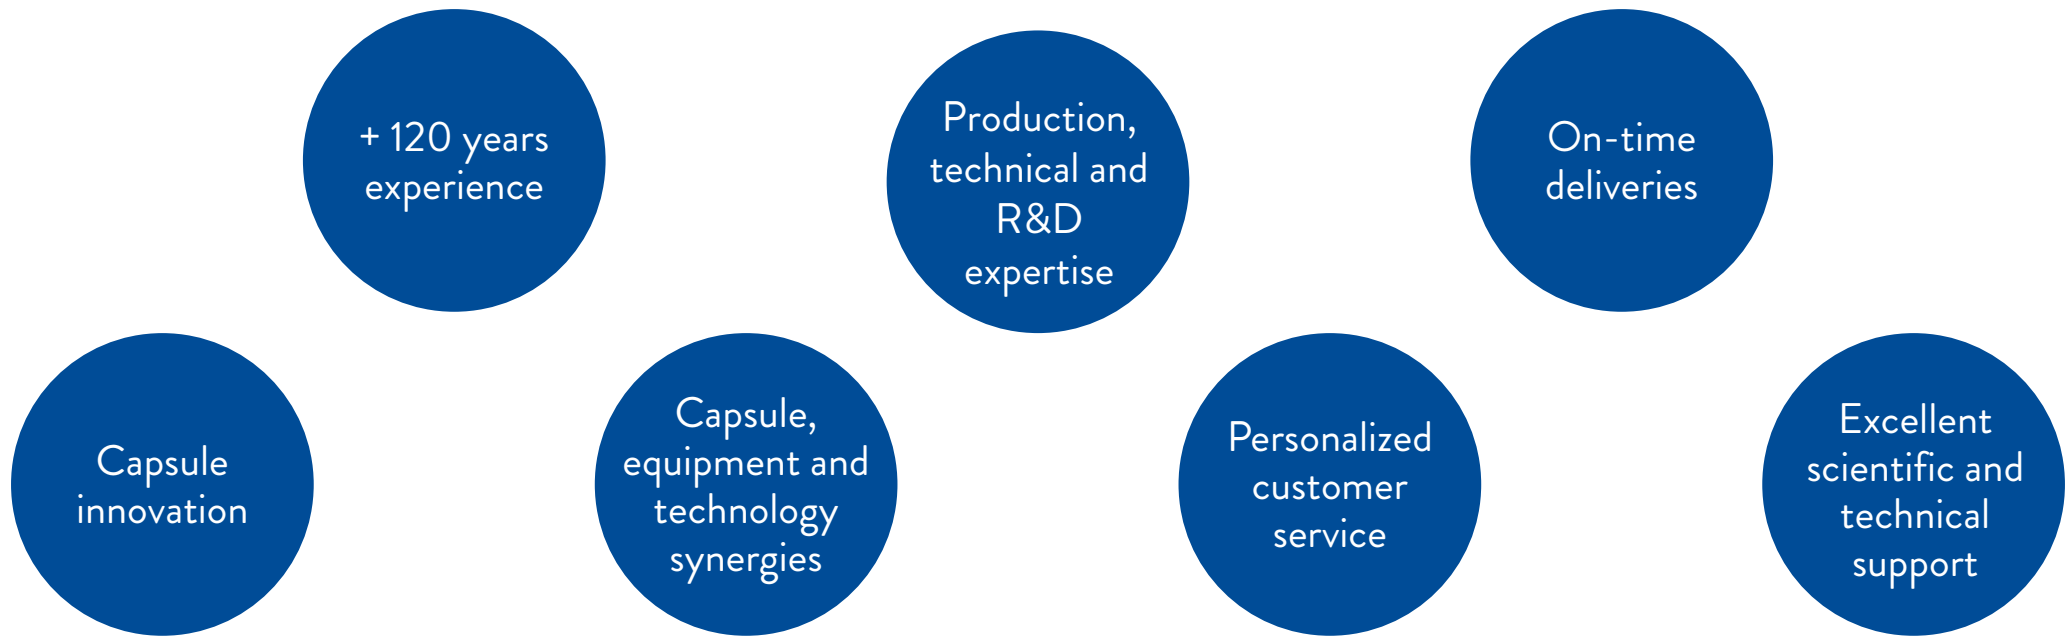 + 120 years
experience
Production,
technical and
R&D
expertise
On-time
deliveries
Capsule
innovation
Capsule,
equipment and
technology
synergies
Personalized
customer
service
Excellent
scientific and
technical
support